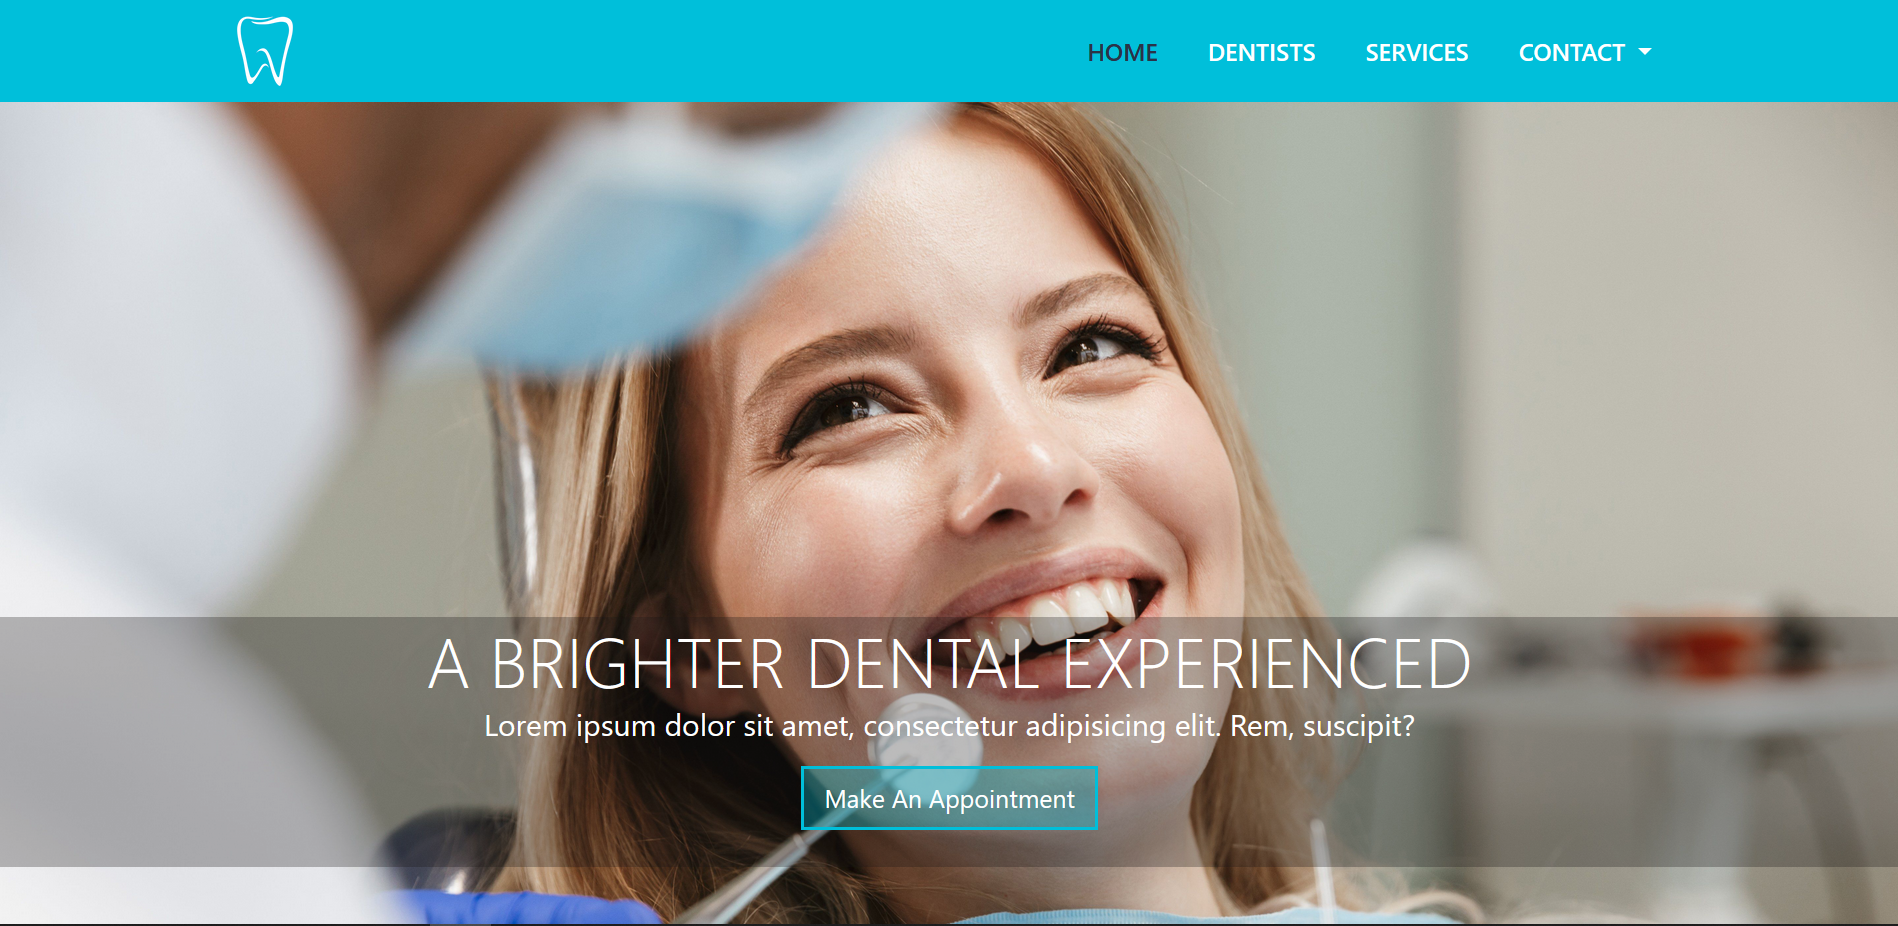 HOME DENTISTS SERVICES CONTACT
A BRIGHTER DENTAL EXPERIENCED
Lorem ipsum dolor sit amet, consectetur adipisicing elit. Rem, suscipit?
Make An Appointment